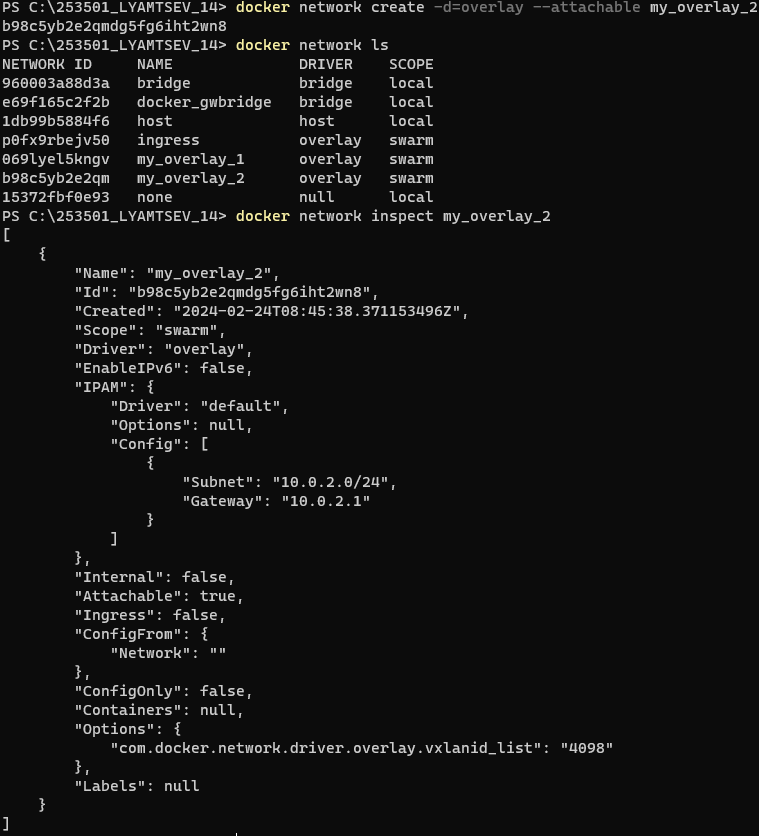 PS C:\253501_LYAMTSEV_14> docker network create -d=overlay --attachable my_overlay_2
b98c5yb2e2qmdg5fg6iht2wn8
PS C:\253501_LYAMTSEV_14> docker network ls
NETWORK ID     NAME              DRIVER    SCOPE
960003a88d3a   bridge            bridge    local
e69f165c2f2b   docker_gwbridge   bridge    local
1db99b5884f6   host              host      local
p0fx9rbejv50   ingress           overlay   swarm
069lyel5kngv   my_overlay_1      overlay   swarm
b98c5yb2e2qm   my_overlay_2      overlay   swarm
15372fbf0e93   none              null      local
PS C:\253501_LYAMTSEV_14> docker network inspect my_overlay_2
[
    {
        "Name": "my_overlay_2",
        "Id": "b98c5yb2e2qmdg5fg6iht2wn8",
        "Created": "2024-02-24T08:45:38.371153496Z",
        "Scope": "swarm",
        "Driver": "overlay",
        "EnableIPv6": false,
        "IPAM": {
            "Driver": "default",
            "Options": null,
            "Config": [
                {
                    "Subnet": "10.0.2.0/24",
                    "Gateway": "10.0.2.1"
                }
            ]
        },
        "Internal": false,
        "Attachable": true,
        "Ingress": false,
        "ConfigFrom": {
            "Network": ""
        },
        "ConfigOnly": false,
        "Containers": null,
        "Options": {
            "com.docker.network.driver.overlay.vxlanid_list": "4098"
        },
        "Labels": null
    }
]